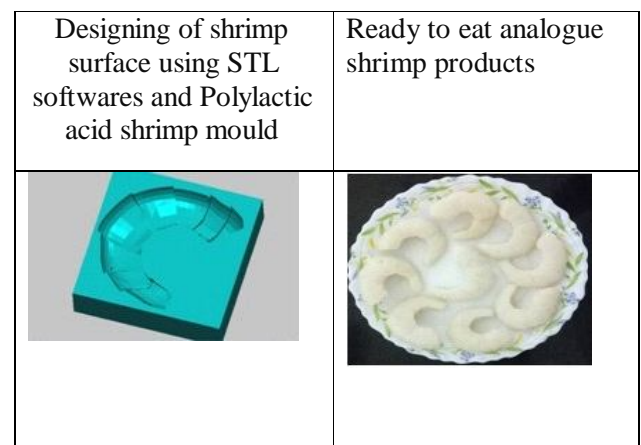 Designing of shrimp
surface using STL
softwares and Polylactic
acid shrimp mould
Ready to eat analogue
shrimp products